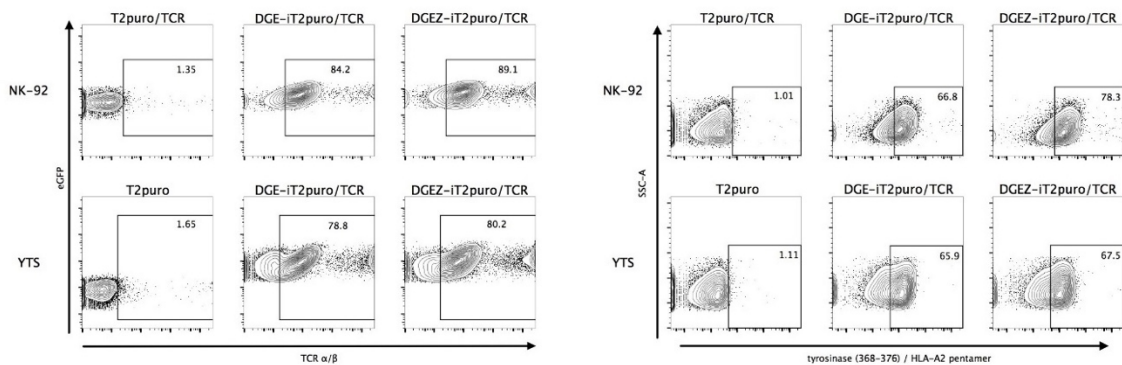 T2puro/TCR DGE-iT2puro/TCR DGEZ-iT2puro/TCR
NK-92
1.35 84.2 89.1
T2puro DGE-iT2puro/TCR DGEZ-iT2puro/TCR
YTS
1.65 78.8 80.2
eGFP
TCR α/β
T2puro/TCR DGE-iT2puro/TCR DGEZ-iT2puro/TCR
NK-92
1.01 66.8 78.3
T2puro DGE-iT2puro/TCR DGEZ-iT2puro/TCR
YTS
1.11 65.9 67.5
SSC-A
tyrosinase (368-376) / HLA-A2 pentamer